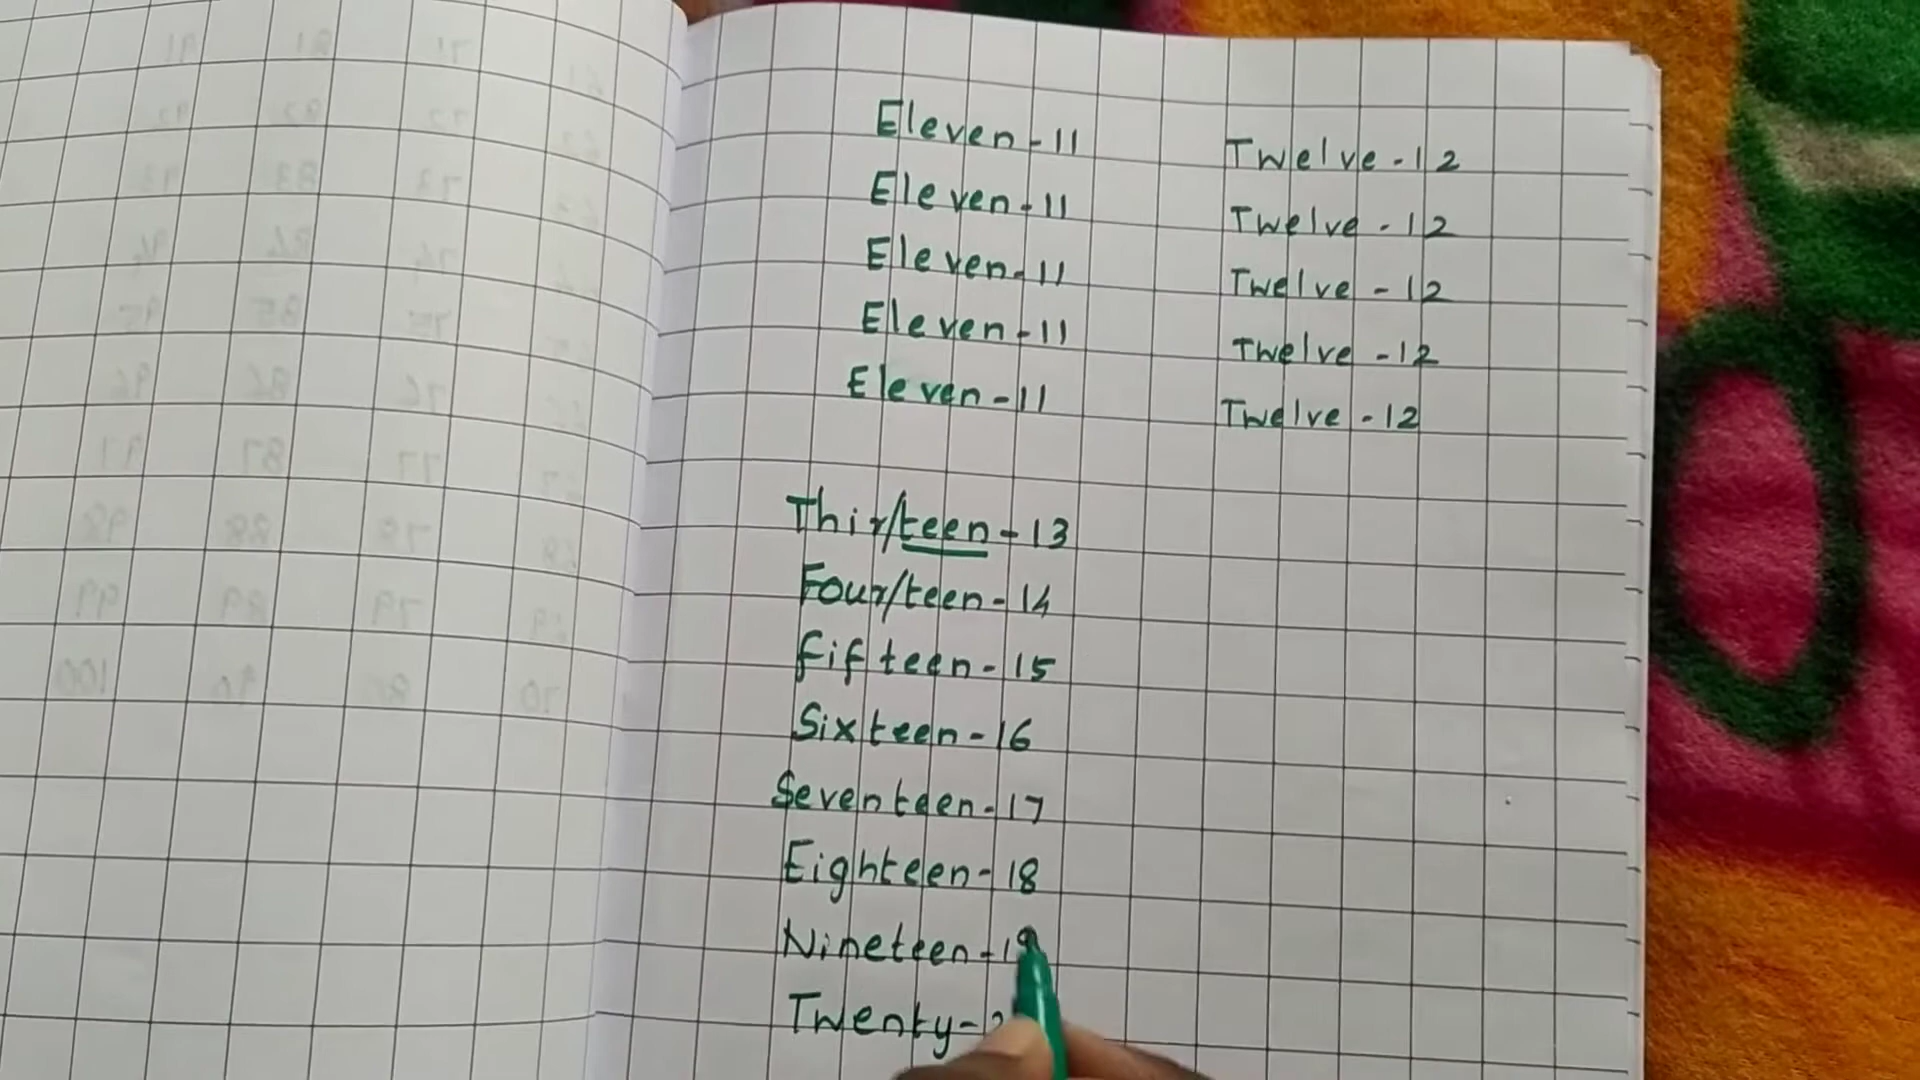 Eleven-11 Twelve-12
Eleven-11 Twelve-12
Eleven-11 Twelve-12
Eleven-11 Twelve-12
Eleven-11 Twelve-12
Thir/teen-13
Four/teen-14
Fifteen-15
Sixteen-16
Seventeen-17
Eighteen-18
Nineteen-19
Twenty-2